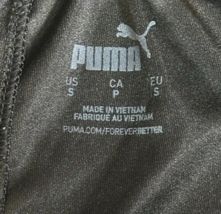 PUMA
US CA EU
S P S
MADE IN VIETNAM
FABRIQUÉ AU VIETNAM
PUMA.COM/FOREVERBETTER